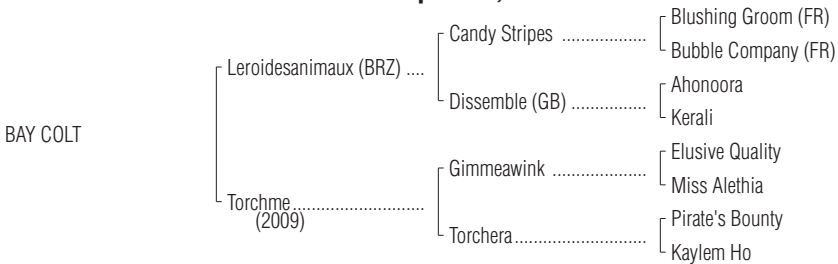 Blushing Groom (FR)
Candy Stripes ..................
Bubble Company (FR)
Leroidesanimaux (BRZ) ....
Ahonoora
Dissemble (GB) ................
Kerali
BAY COLT
Elusive Quality
Gimmeawink ....................
Miss Alethia
Torchme............................
(2009)
Pirate's Bounty
Torchera............................
Kaylem Ho